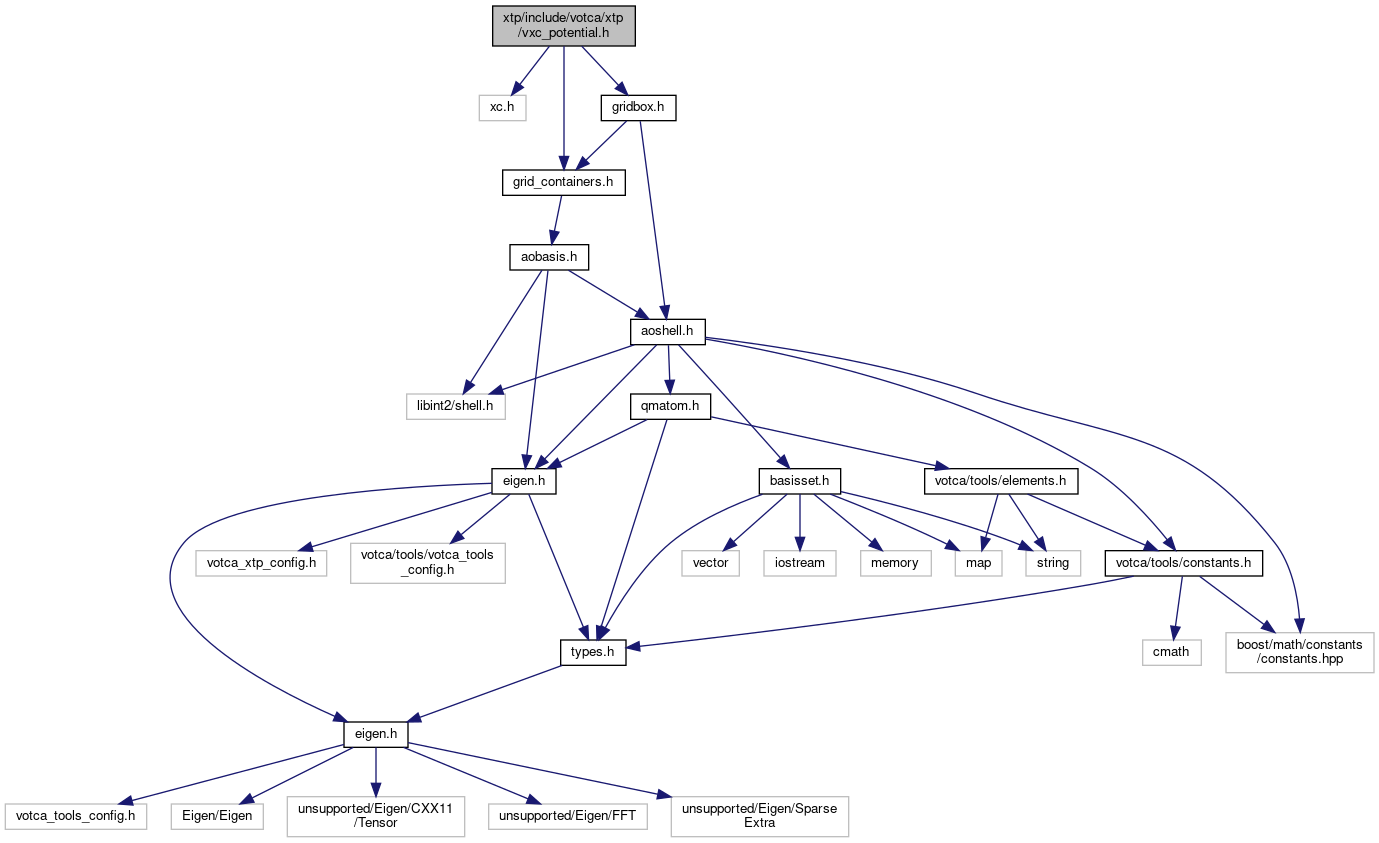 xtp/include/votca/xtp
/vxc_potential.h
xc.h
gridbox.h
grid_containers.h
aobasis.h
aoshell.h
libint2/shell.h
qmatom.h
eigen.h
basisset.h
votca/tools/elements.h
votca_xtp_config.h
votca/tools/votca_tools
_config.h
vector
iostream
memory
map
string
votca/tools/constants.h
types.h
cmath
boost/math/constants
/constants.hpp
eigen.h
votca_tools_config.h
Eigen/Eigen
unsupported/Eigen/CXX11
/Tensor
unsupported/Eigen/FFT
unsupported/Eigen/Sparse
Extra